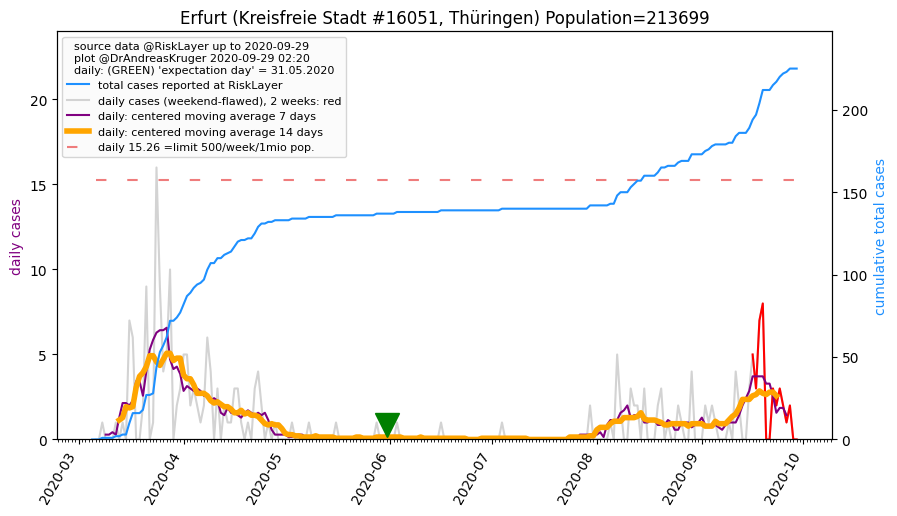 Erfurt (Kreisfreie Stadt #16051, Thüringen) Population=213699
source data @RiskLayer up to 2020-09-29
plot @DrAndreasKruger 2020-09-29 02:20
daily: (GREEN) 'expectation day' = 31.05.2020
total cases reported at RiskLayer
daily cases (weekend-flawed), 2 weeks: red
daily: centered moving average 7 days
daily: centered moving average 14 days
daily 15.26 =limit 500/week/1mio pop.
daily cases
20
15
10
5
0
cumulative total cases
200
150
100
50
0
2020-03
2020-04
2020-05
2020-06
2020-07
2020-08
2020-09
2020-10